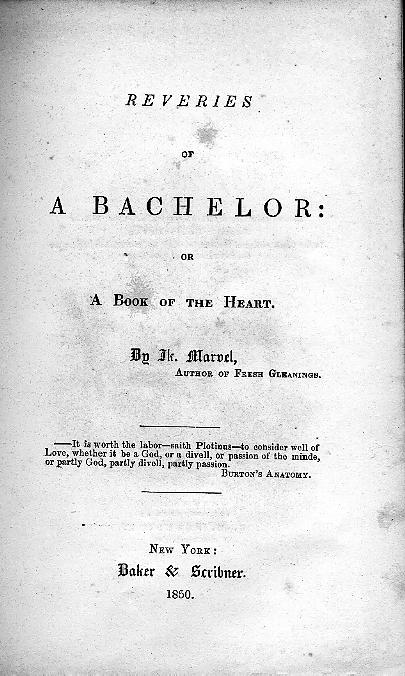 REVERIES
OF
A BACHELOR:
OR
A BOOK OF THE HEART.
By Ik. Marvel,
AUTHOR OF FRESH GLEANINGS.
——It is worth the labor—saith Plotinus—to consider well of
Love, whether it be a God, or a divell, or passion of the minde,
or partly God, partly divell, partly passion.
BURTON'S ANATOMY.
NEW YORK:
Baker & Scribner.
1850.